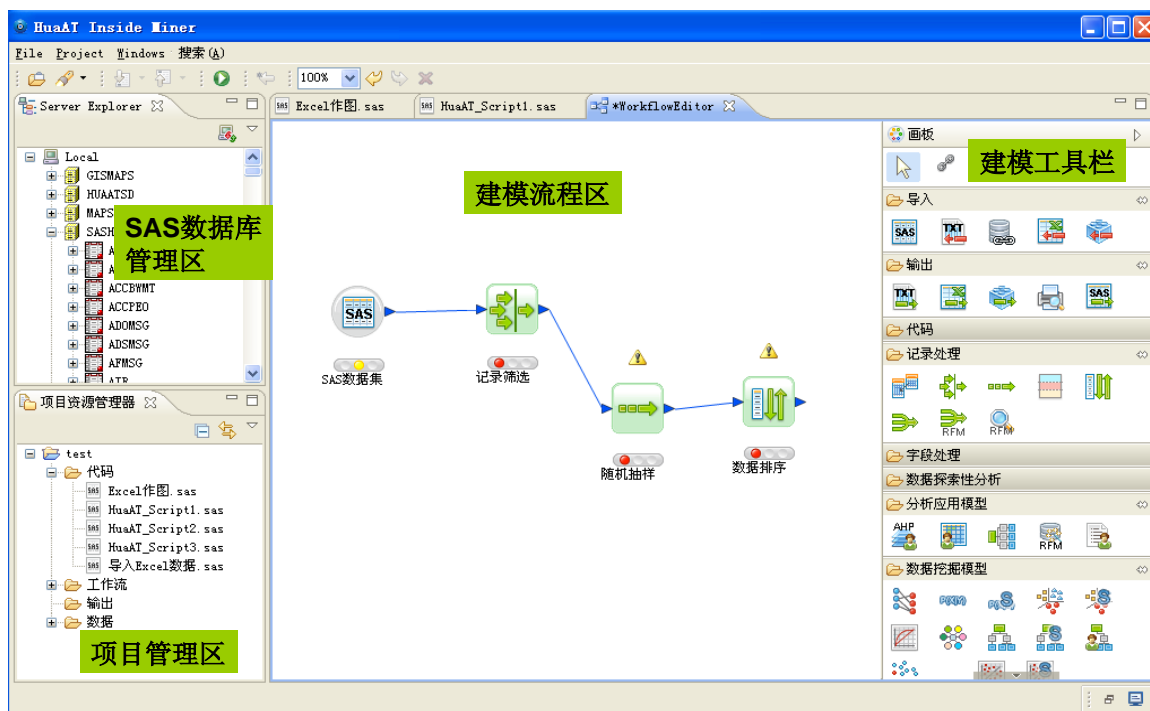 HuaAT Inside Miner
File Project Windows 搜索(A)
100%
Server Explorer
Local
GISMAPS
HUAATSD
MAPS
SASH
SAS数据库
管理区
A
A
ACCBWMT
ACCPEO
ADOMSG
ADSMSG
AFMSG
AIR
项目资源管理器
test
代码
Excel作图.sas
HuaAT_Script1.sas
HuaAT_Script2.sas
HuaAT_Script3.sas
导入Excel数据.sas
工作流
输出
数据
项目管理区
Excel作图.sas HuaAT_Script1.sas *WorkflowEditor
建模流程区
SAS
SAS数据集
记录筛选
随机抽样
数据排序
画板
建模工具栏
导入
SAS TXT
输出
TXT SAS
代码
记录处理
RFM RFM
字段处理
数据探索性分析
分析应用模型
AHP RFM
数据挖掘模型